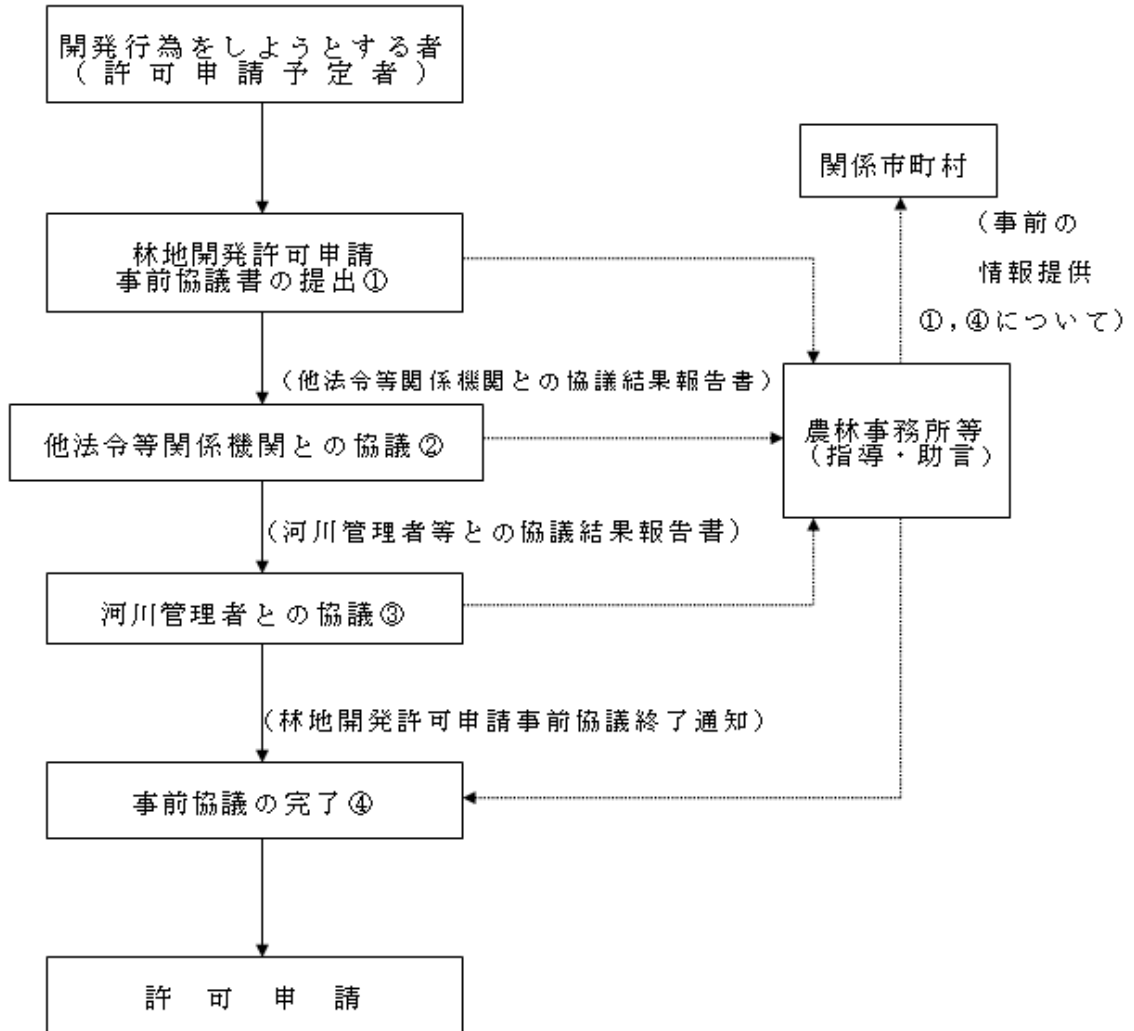 開発行為をしようとする者
(許可申請予定者)
関係市町村
(事前の
情報提供
①,④について)
林地開発許可申請
事前協議書の提出①
(他法令等関係機関との協議結果報告書)
他法令等関係機関との協議②
農林事務所等
(指導・助言)
(河川管理者等との協議結果報告書)
河川管理者との協議③
(林地開発許可申請事前協議終了通知)
事前協議の完了④
許可申請